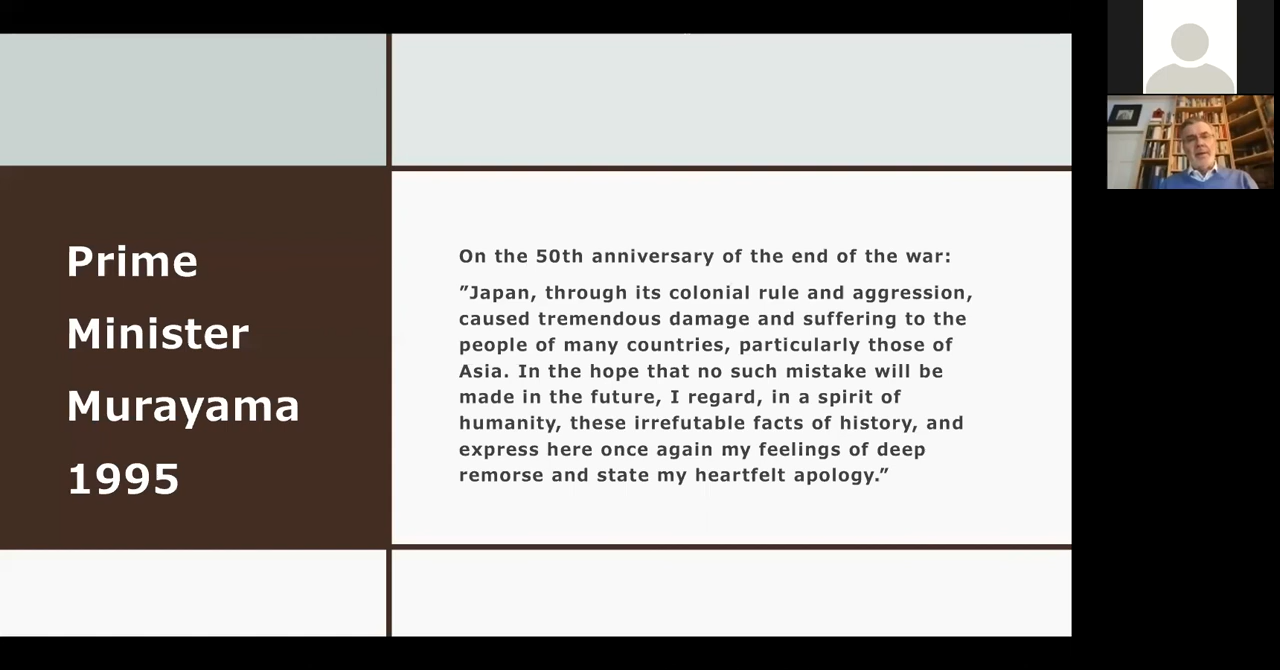 Prime
Minister
Murayama
1995
On the 50th anniversary of the end of the war:
”Japan, through its colonial rule and aggression,
caused tremendous damage and suffering to the
people of many countries, particularly those of
Asia. In the hope that no such mistake will be
made in the future, I regard, in a spirit of
humanity, these irrefutable facts of history, and
express here once again my feelings of deep
remorse and state my heartfelt apology.”